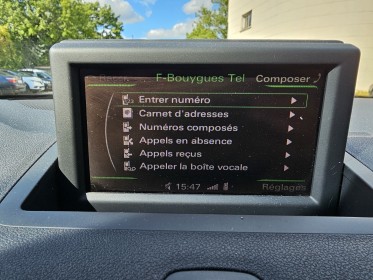 F-Bouygues Tel Composer
Entrer numéro
Carnet d'adresses
Numéros composés
Appels en absence
Appels reçus
Appeler la boîte vocale
15:47 Réglages